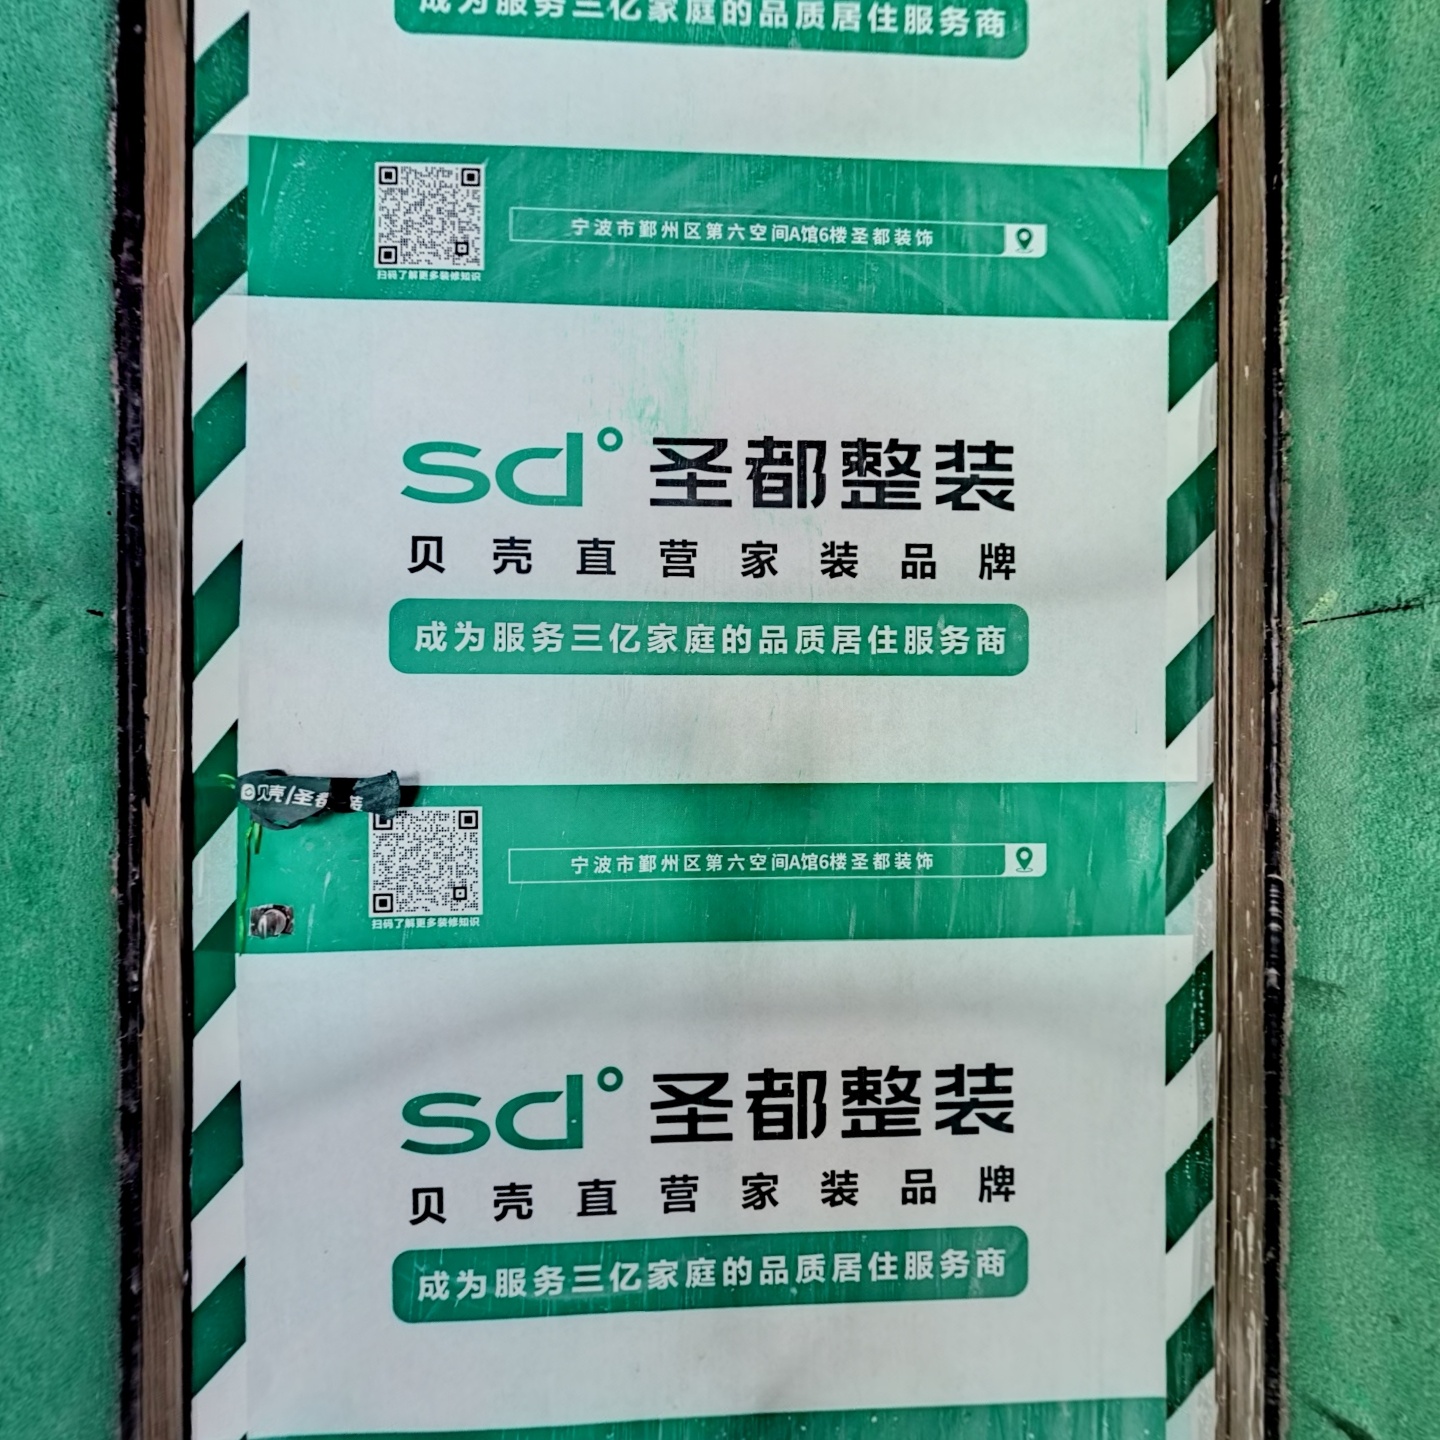 成为服务三亿家庭的品质居住服务商
宁波市鄞州区第六空间A馆6楼圣都装饰
扫码了解更多装修知识
sd° 圣都整装
贝壳直营家装品牌
成为服务三亿家庭的品质居住服务商
贝壳/圣都 装
宁波市鄞州区第六空间A馆6楼圣都装饰
扫码了解更多装修知识
sd° 圣都整装
贝壳直营家装品牌
成为服务三亿家庭的品质居住服务商